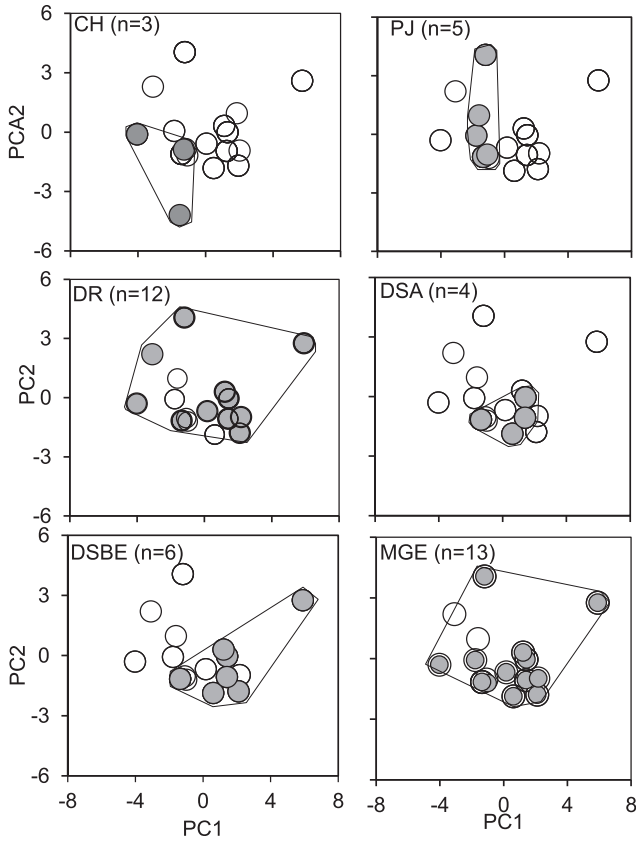 CH (n=3)
PJ (n=5)
6
3
0
-3
-6
PCA2
DR (n=12)
DSA (n=4)
6
3
0
-3
-6
PC2
DSBE (n=6)
MGE (n=13)
6
3
0
-3
-6
PC2
-8 -4 0 4 8
-8 -4 0 4 8
PC1
PC1